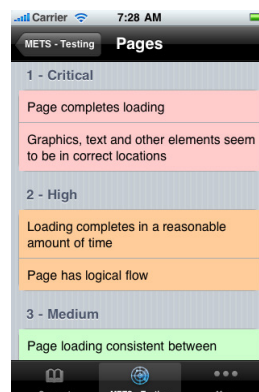 Carrier 7:28 AM
METS - Testing Pages
1 - Critical
Page completes loading
Graphics, text and other elements seem
to be in correct locations
2 - High
Loading completes in a reasonable
amount of time
Page has logical flow
3 - Medium
Page loading consistent between